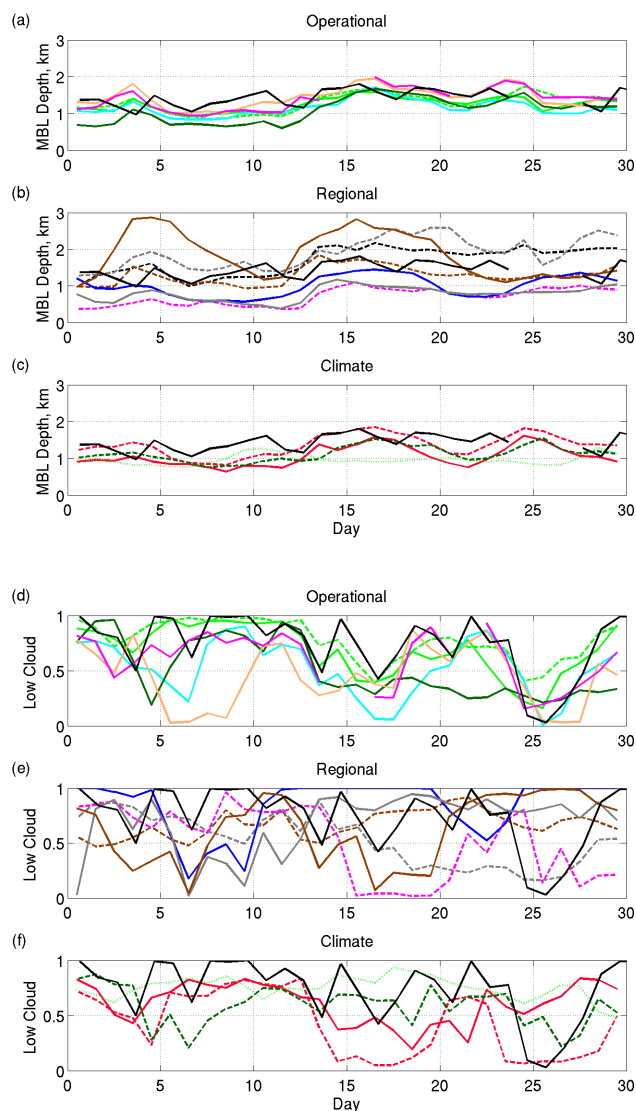 (a) Operational
3
2
1
0
MBL Depth, km
0 5 10 15 20 25 30
(b) Regional
3
2
1
0
MBL Depth, km
0 5 10 15 20 25 30
(c) Climate
3
2
1
0
MBL Depth, km
0 5 10 15 20 25 30
Day
(d) Operational
1
0.5
0
Low Cloud
0 5 10 15 20 25 30
(e) Regional
1
0.5
0
Low Cloud
0 5 10 15 20 25 30
(f) Climate
1
0.5
0
Low Cloud
0 5 10 15 20 25 30
Day